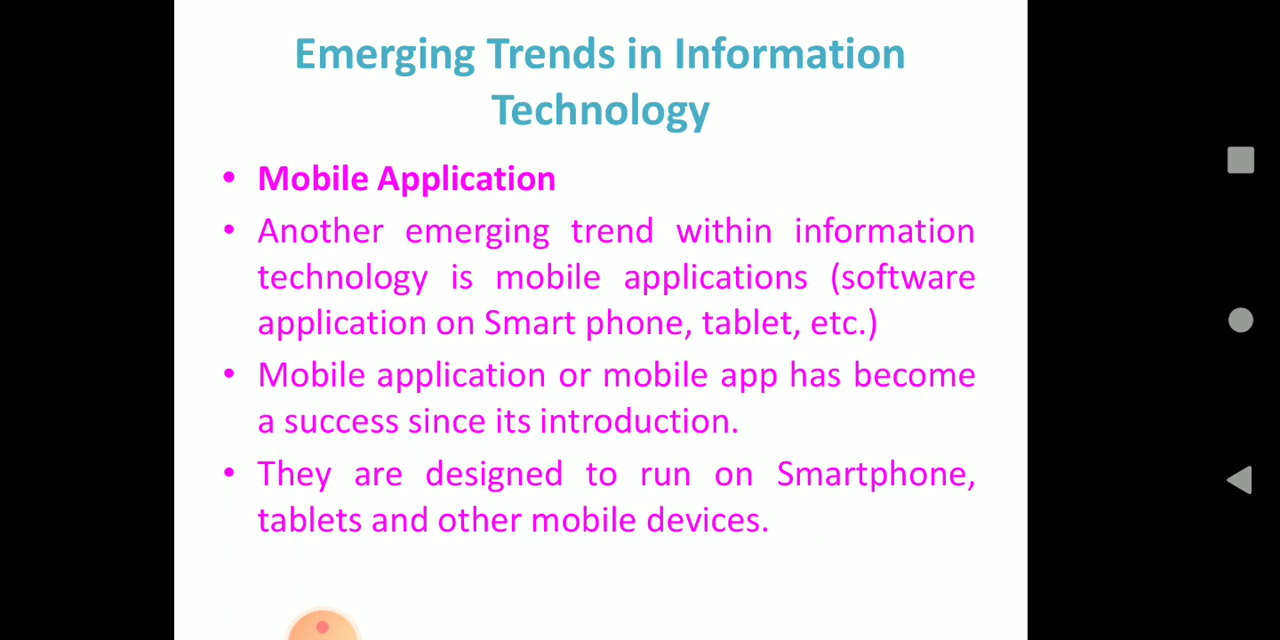 Emerging Trends in Information
Technology
• Mobile Application
• Another emerging trend within information
technology is mobile applications (software
application on Smart phone, tablet, etc.)
• Mobile application or mobile app has become
a success since its introduction.
• They are designed to run on Smartphone,
tablets and other mobile devices.